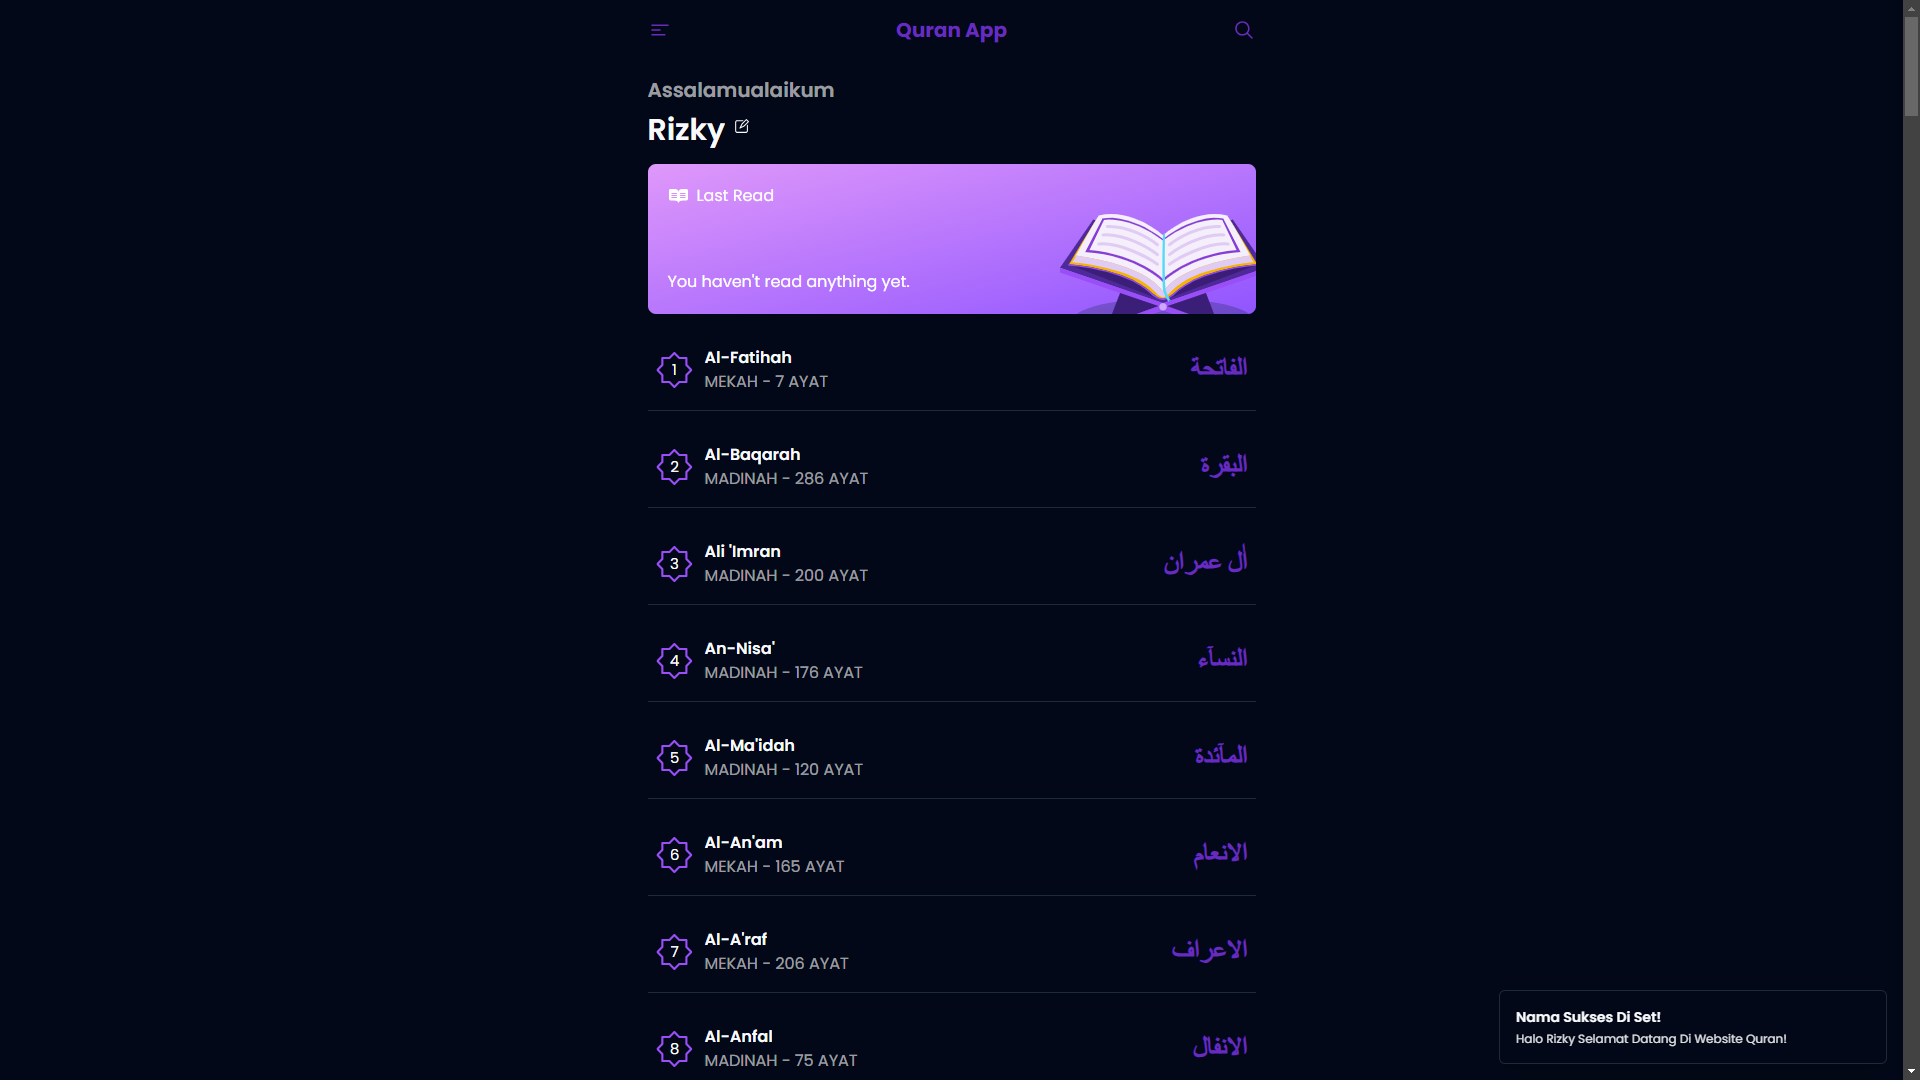 Quran App
Assalamualaikum
Rizky
Last Read
You haven't read anything yet.
1
Al-Fatihah
MEKAH - 7 AYAT
الفاتحة
2
Al-Baqarah
MADINAH - 286 AYAT
البقرة
3
Ali 'Imran
MADINAH - 200 AYAT
اٰل عمران
4
An-Nisa'
MADINAH - 176 AYAT
النساۤء
5
Al-Ma'idah
MADINAH - 120 AYAT
الماۤئدة
6
Al-An'am
MEKAH - 165 AYAT
الانعام
7
Al-A'raf
MEKAH - 206 AYAT
الاعراف
8
Al-Anfal
MADINAH - 75 AYAT
الانفال
Nama Sukses Di Set!
Halo Rizky Selamat Datang Di Website Quran!